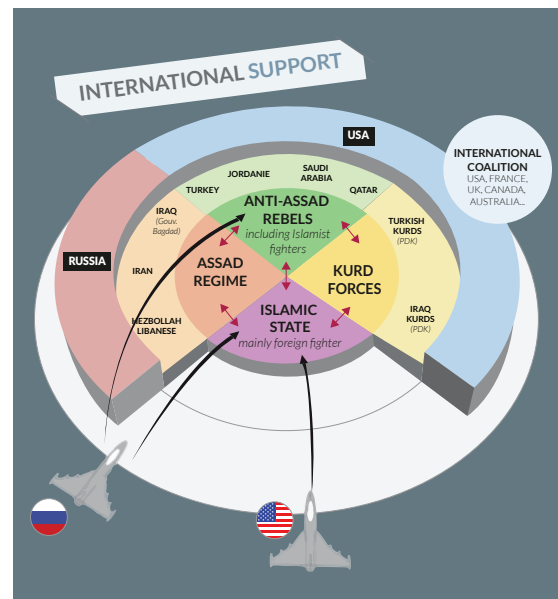 INTERNATIONAL SUPPORT
USA
INTERNATIONAL
COALITION
USA, FRANCE,
UK, CANADA,
AUSTRALIA...
RUSSIA
TURKEY
JORDANIE
SAUDI
ARABIA
QATAR
IRAQ
(Gouv.
Bagdad)
IRAN
HEZBOLLAH
LIBANESE
TURKISH
KURDS
(PDK)
IRAQ
KURDS
(PDK)
ANTI-ASSAD
REBELS
including Islamist
fighters
ASSAD
REGIME
KURD
FORCES
ISLAMIC
STATE
mainly foreign fighter